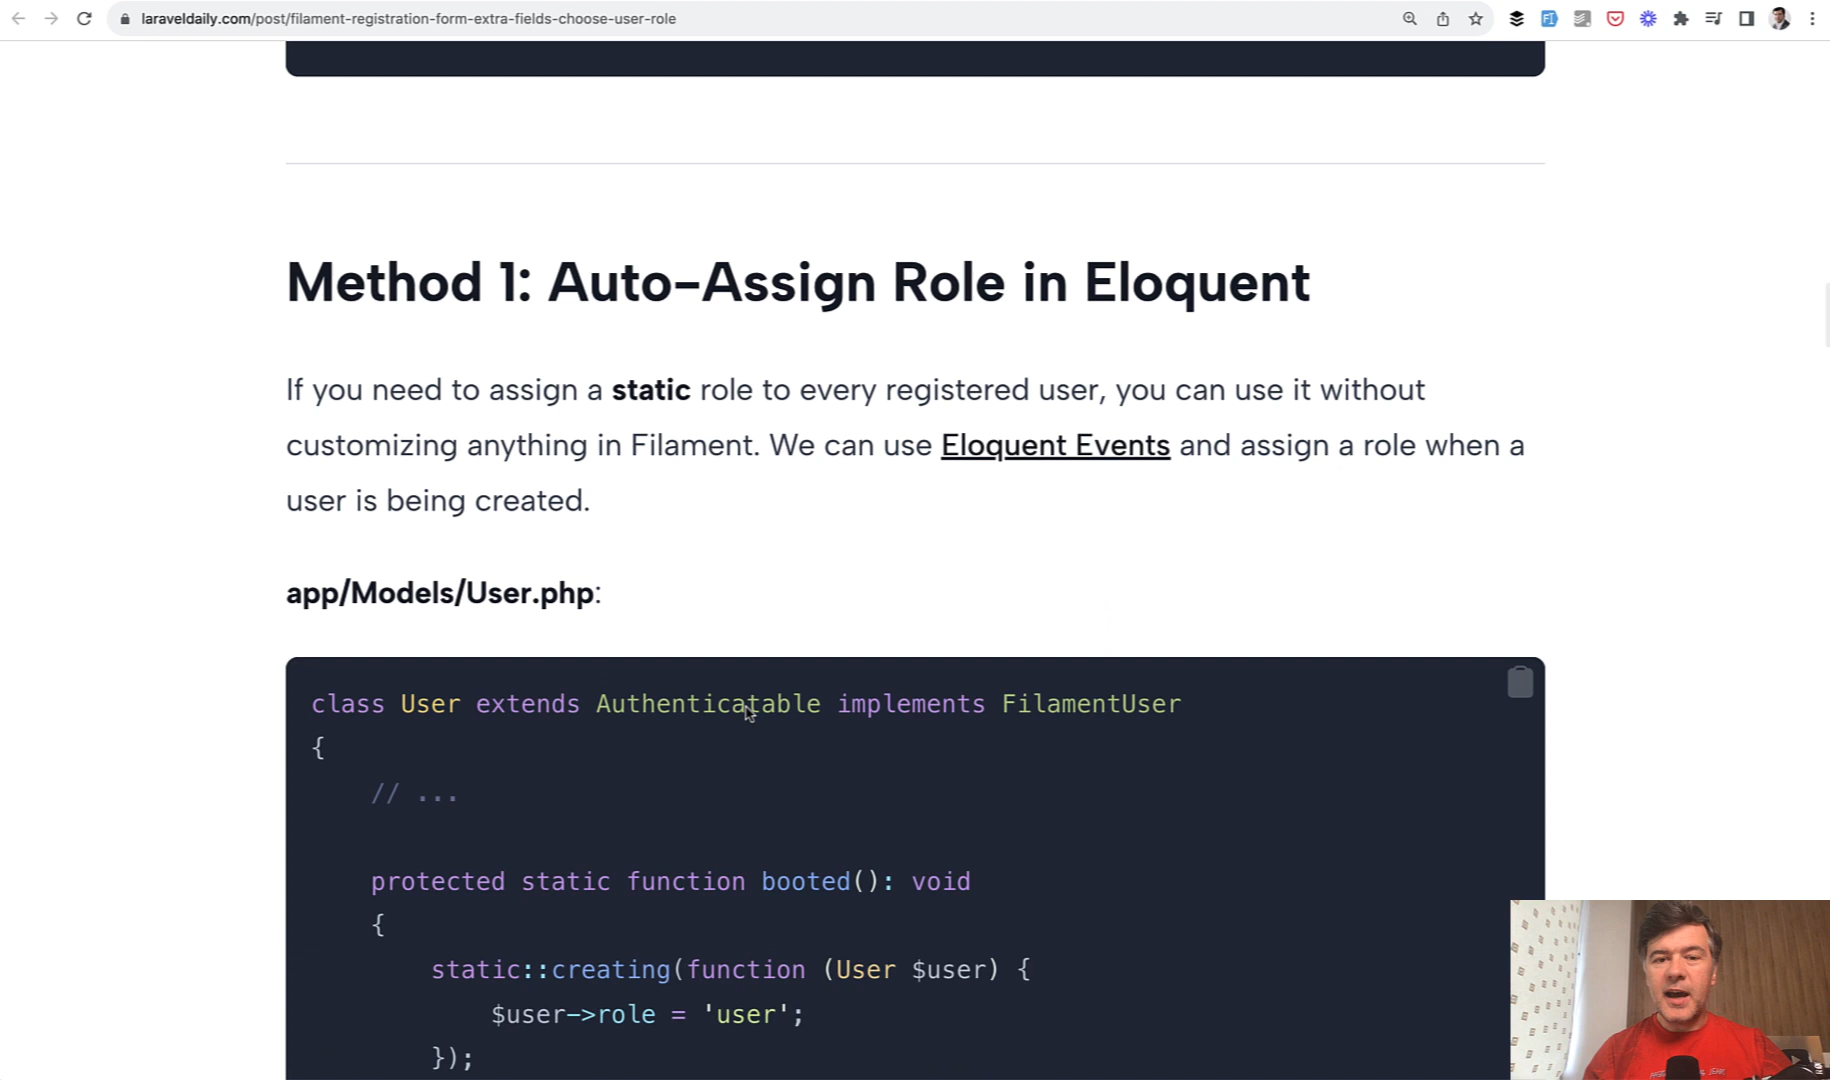 laraveldaily.com/post/filament-registration-form-extra-fields-choose-user-role
Method 1: Auto-Assign Role in Eloquent
If you need to assign a static role to every registered user, you can use it without
customizing anything in Filament. We can use Eloquent Events and assign a role when a
user is being created.
app/Models/User.php:
class User extends Authenticatable implements FilamentUser
{
// ...
protected static function booted(): void
{
static::creating(function (User $user) {
$user->role = 'user';
});